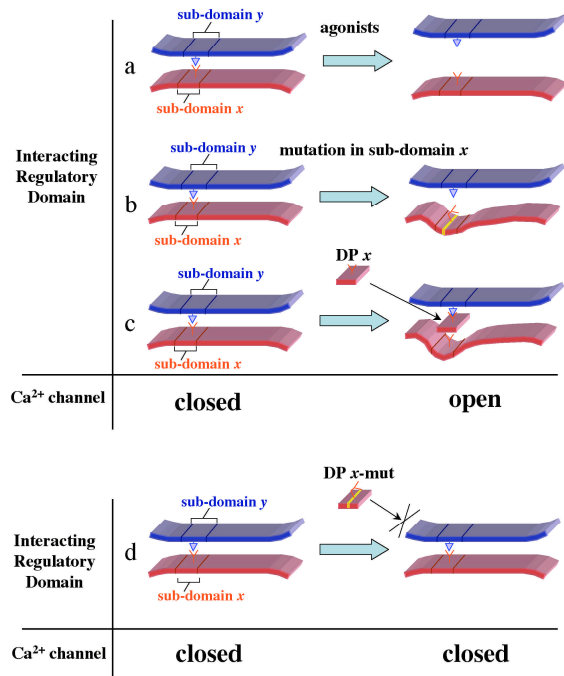 sub-domain y
agonists
a
sub-domain x
Interacting
Regulatory
Domain
sub-domain y
mutation in sub-domain x
b
sub-domain x
DP x
sub-domain y
c
sub-domain x
Ca²⁺ channel
closed
open
DP x-mut
sub-domain y
Interacting
Regulatory
Domain
d
sub-domain x
Ca²⁺ channel
closed
closed